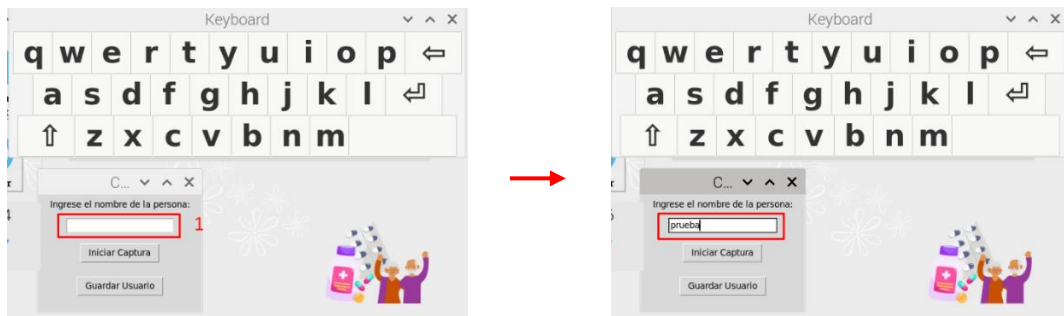 Keyboard
q w e r t y u i o p ⇦
a s d f g h j k l ⏎
⇧ z x c v b n m
C...
Ingrese el nombre de la persona:
1
Iniciar Captura
Guardar Usuario
Keyboard
q w e r t y u i o p ⇦
a s d f g h j k l ⏎
⇧ z x c v b n m
C...
Ingrese el nombre de la persona:
prueba
Iniciar Captura
Guardar Usuario